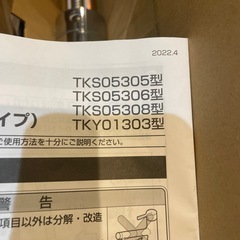 2022.4
TKS05305型
TKS05306型
TKS05308型
イプ) TKY01303型
ご使用方法を十分にご説明ください。
警告
項目以外は分解・改造